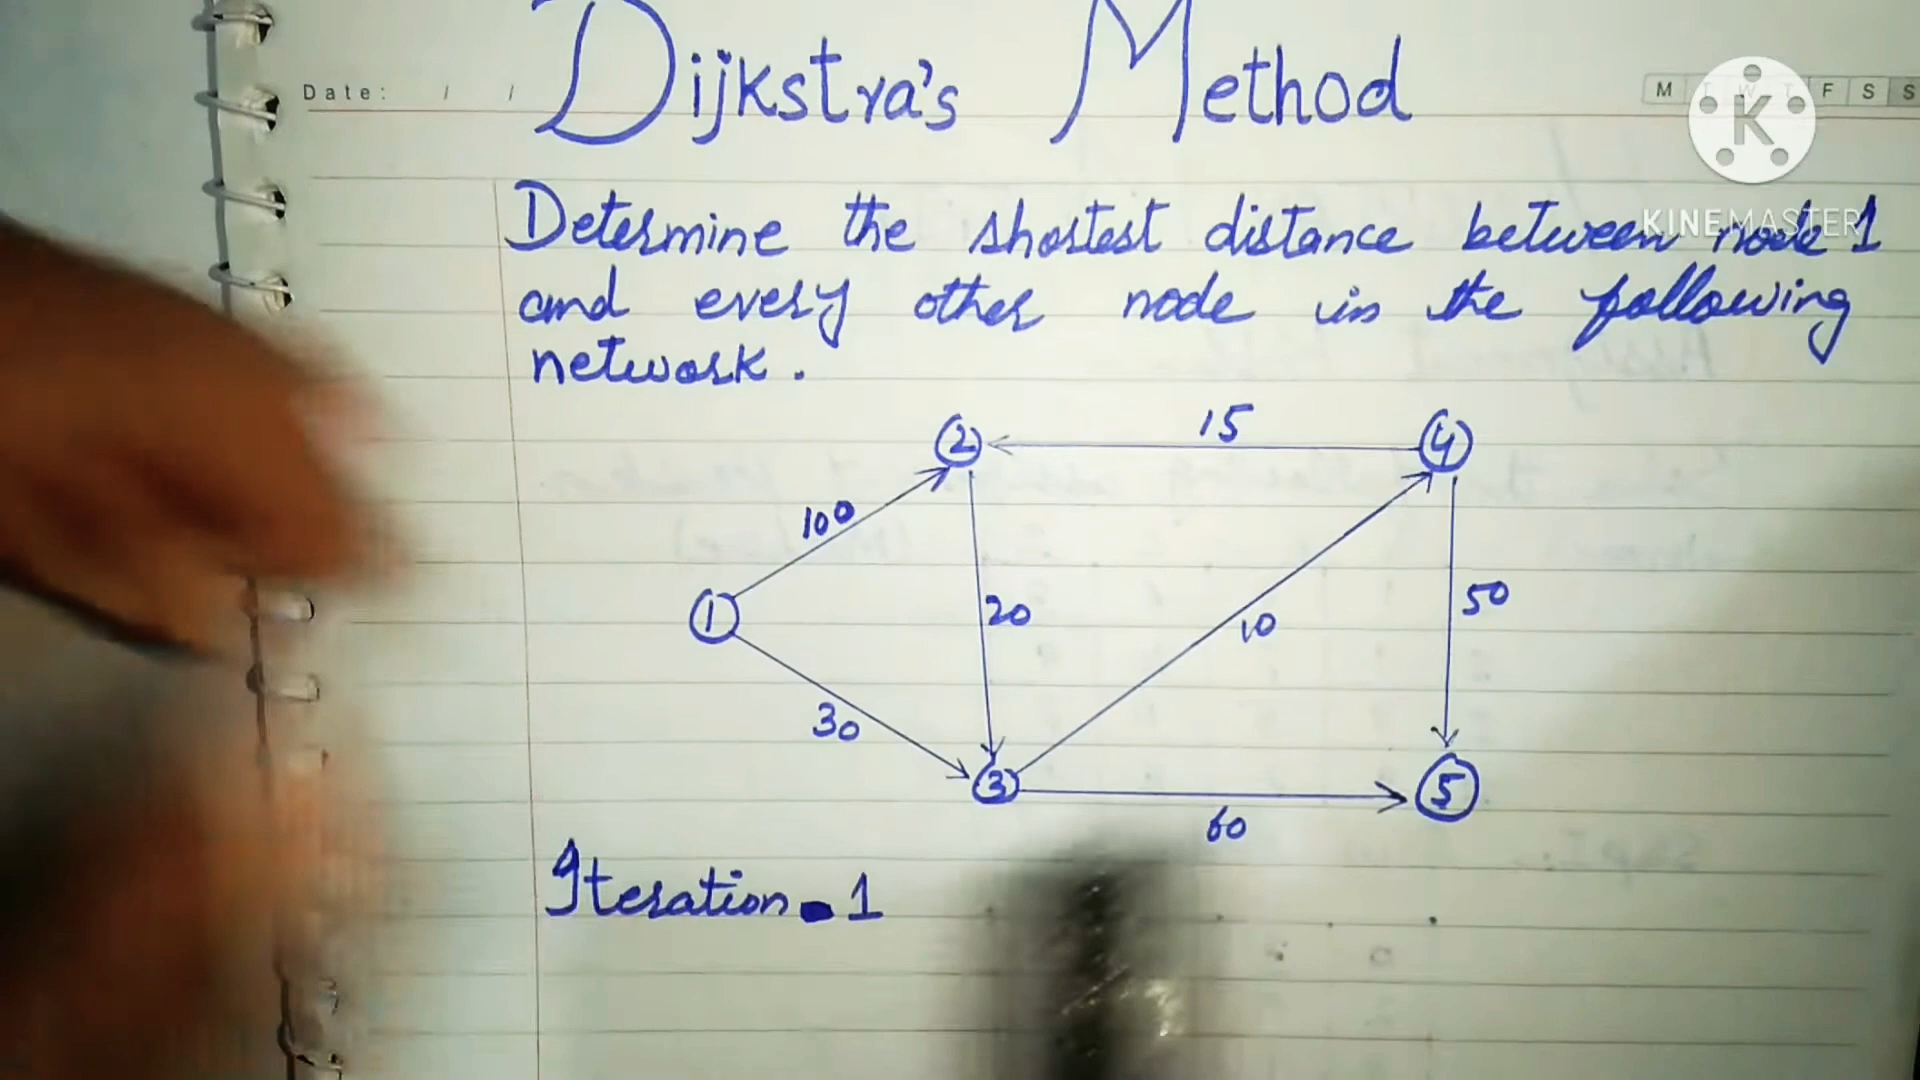 Dijkstra's Method
Date: / /
M T W T F S S
K
KINEMASTER
Determine the shortest distance between node 1
and every other node in the following
network.
2
15
4
100
1
20
10
50
30
3
60
5
Iteration - 1